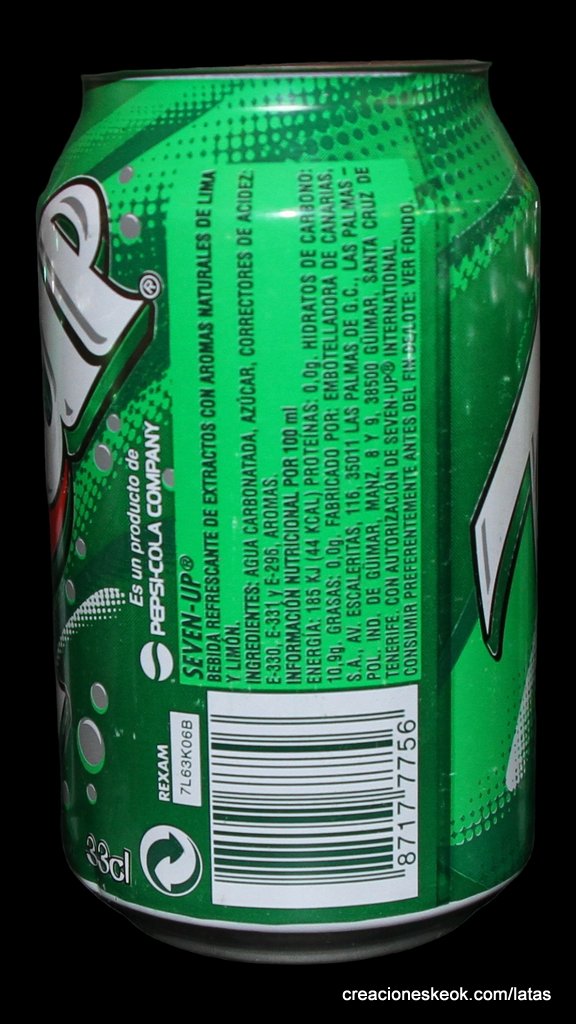 UP®
Es un producto de
PEPSI-COLA COMPANY
SEVEN-UP®
BEBIDA REFRESCANTE DE EXTRACTOS CON AROMAS NATURALES DE LIMA
Y LIMÓN.
INGREDIENTES: AGUA CARBONATADA, AZÚCAR, CORRECTORES DE ACIDEZ:
E-330, E-331 y E-296, AROMAS.
INFORMACIÓN NUTRICIONAL POR 100 ml
ENERGÍA: 185 KJ (44 KCAL) PROTEINAS: 0,0g. HIDRATOS DE CARBONO:
10,9g, GRASAS: 0,0g. FABRICADO POR: EMBOTELLADORA DE CANARIAS,
S.A., AV. ESCALERITAS, 116, 35011 LAS PALMAS DE G.C., LAS PALMAS -
POL. IND. DE GÜIMAR, MANZ. 8 Y 9, 38500 GÜIMAR, SANTA CRUZ DE
TENERIFE. CON AUTORIZACIÓN DE SEVEN-UP® INTERNATIONAL.
CONSUMIR PREFERENTEMENTE ANTES DEL FIN DE/LOTE: VER FONDO.
REXAM
7L63K06B
33cl
8717 7756
creacioneskeok.com/latas